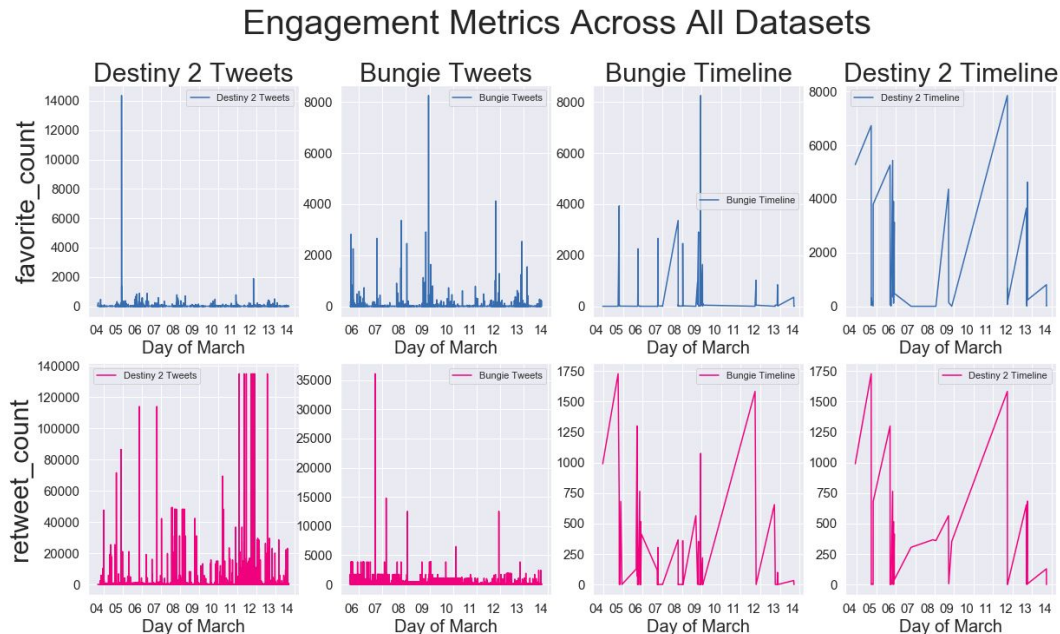 Engagement Metrics Across All Datasets
Destiny 2 Tweets
Bungie Tweets
Bungie Timeline
Destiny 2 Timeline
favorite_count
14000
12000
10000
8000
6000
4000
2000
0
Destiny 2 Tweets
04 05 06 07 08 09 10 11 12 13 14
Day of March
8000
6000
4000
2000
0
Bungie Tweets
06 07 08 09 10 11 12 13 14
Day of March
8000
6000
4000
2000
0
Bungie Timeline
04 05 06 07 08 09 10 11 12 13 14
Day of March
8000
6000
4000
2000
0
Destiny 2 Timeline
04 05 06 07 08 09 10 11 12 13 14
Day of March
retweet_count
140000
120000
100000
80000
60000
40000
20000
0
Destiny 2 Tweets
04 05 06 07 08 09 10 11 12 13 14
Day of March
35000
30000
25000
20000
15000
10000
5000
0
Bungie Tweets
06 07 08 09 10 11 12 13 14
Day of March
1750
1500
1250
1000
750
500
250
0
Bungie Timeline
04 05 06 07 08 09 10 11 12 13 14
Day of March
1750
1500
1250
1000
750
500
250
0
Destiny 2 Timeline
04 05 06 07 08 09 10 11 12 13 14
Day of March